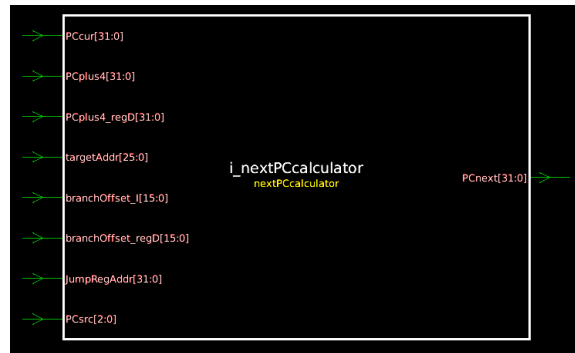 PCcur[31:0]
PCplus4[31:0]
PCplus4_regD[31:0]
targetAddr[25:0]
i_nextPCcalculator
nextPCcalculator
PCnext[31:0]
branchOffset_I[15:0]
branchOffset_regD[15:0]
JumpRegAddr[31:0]
PCsrc[2:0]